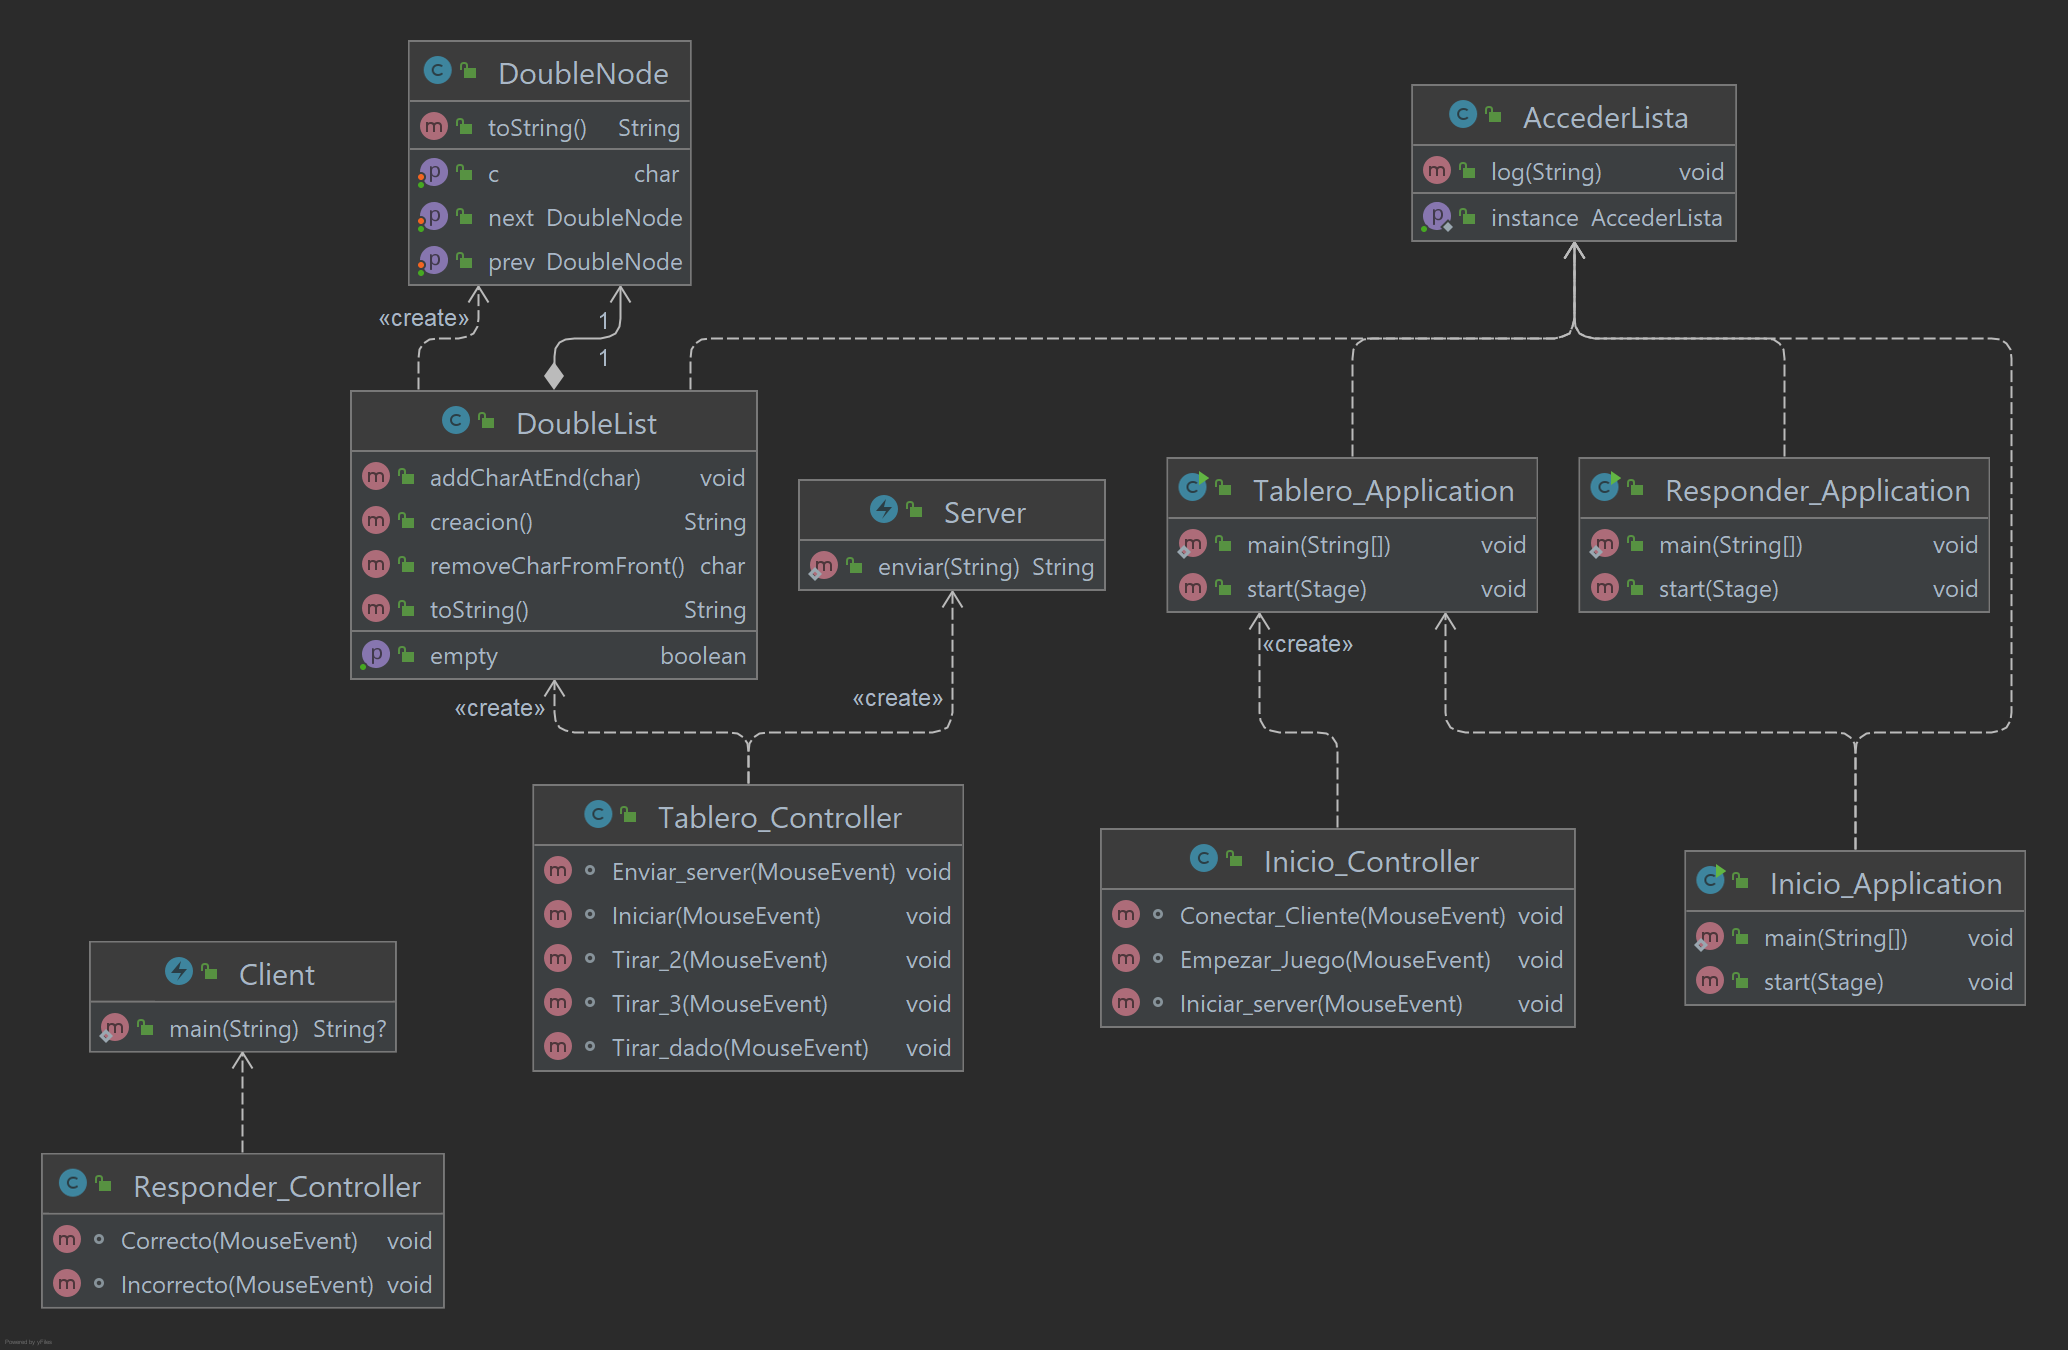 DoubleNode
toString() String
c char
next DoubleNode
prev DoubleNode
«create»
1
1
AccederLista
log(String) void
instance AccederLista
DoubleList
addCharAtEnd(char) void
creacion() String
removeCharFromFront() char
toString() String
empty boolean
Server
enviar(String) String
Tablero_Application
main(String[]) void
start(Stage) void
Responder_Application
main(String[]) void
start(Stage) void
«create»
«create»
«create»
Tablero_Controller
Enviar_server(MouseEvent) void
Iniciar(MouseEvent) void
Tirar_2(MouseEvent) void
Tirar_3(MouseEvent) void
Tirar_dado(MouseEvent) void
Inicio_Controller
Conectar_Cliente(MouseEvent) void
Empezar_Juego(MouseEvent) void
Iniciar_server(MouseEvent) void
Inicio_Application
main(String[]) void
start(Stage) void
Client
main(String) String?
Responder_Controller
Correcto(MouseEvent) void
Incorrecto(MouseEvent) void
Powered by yFiles